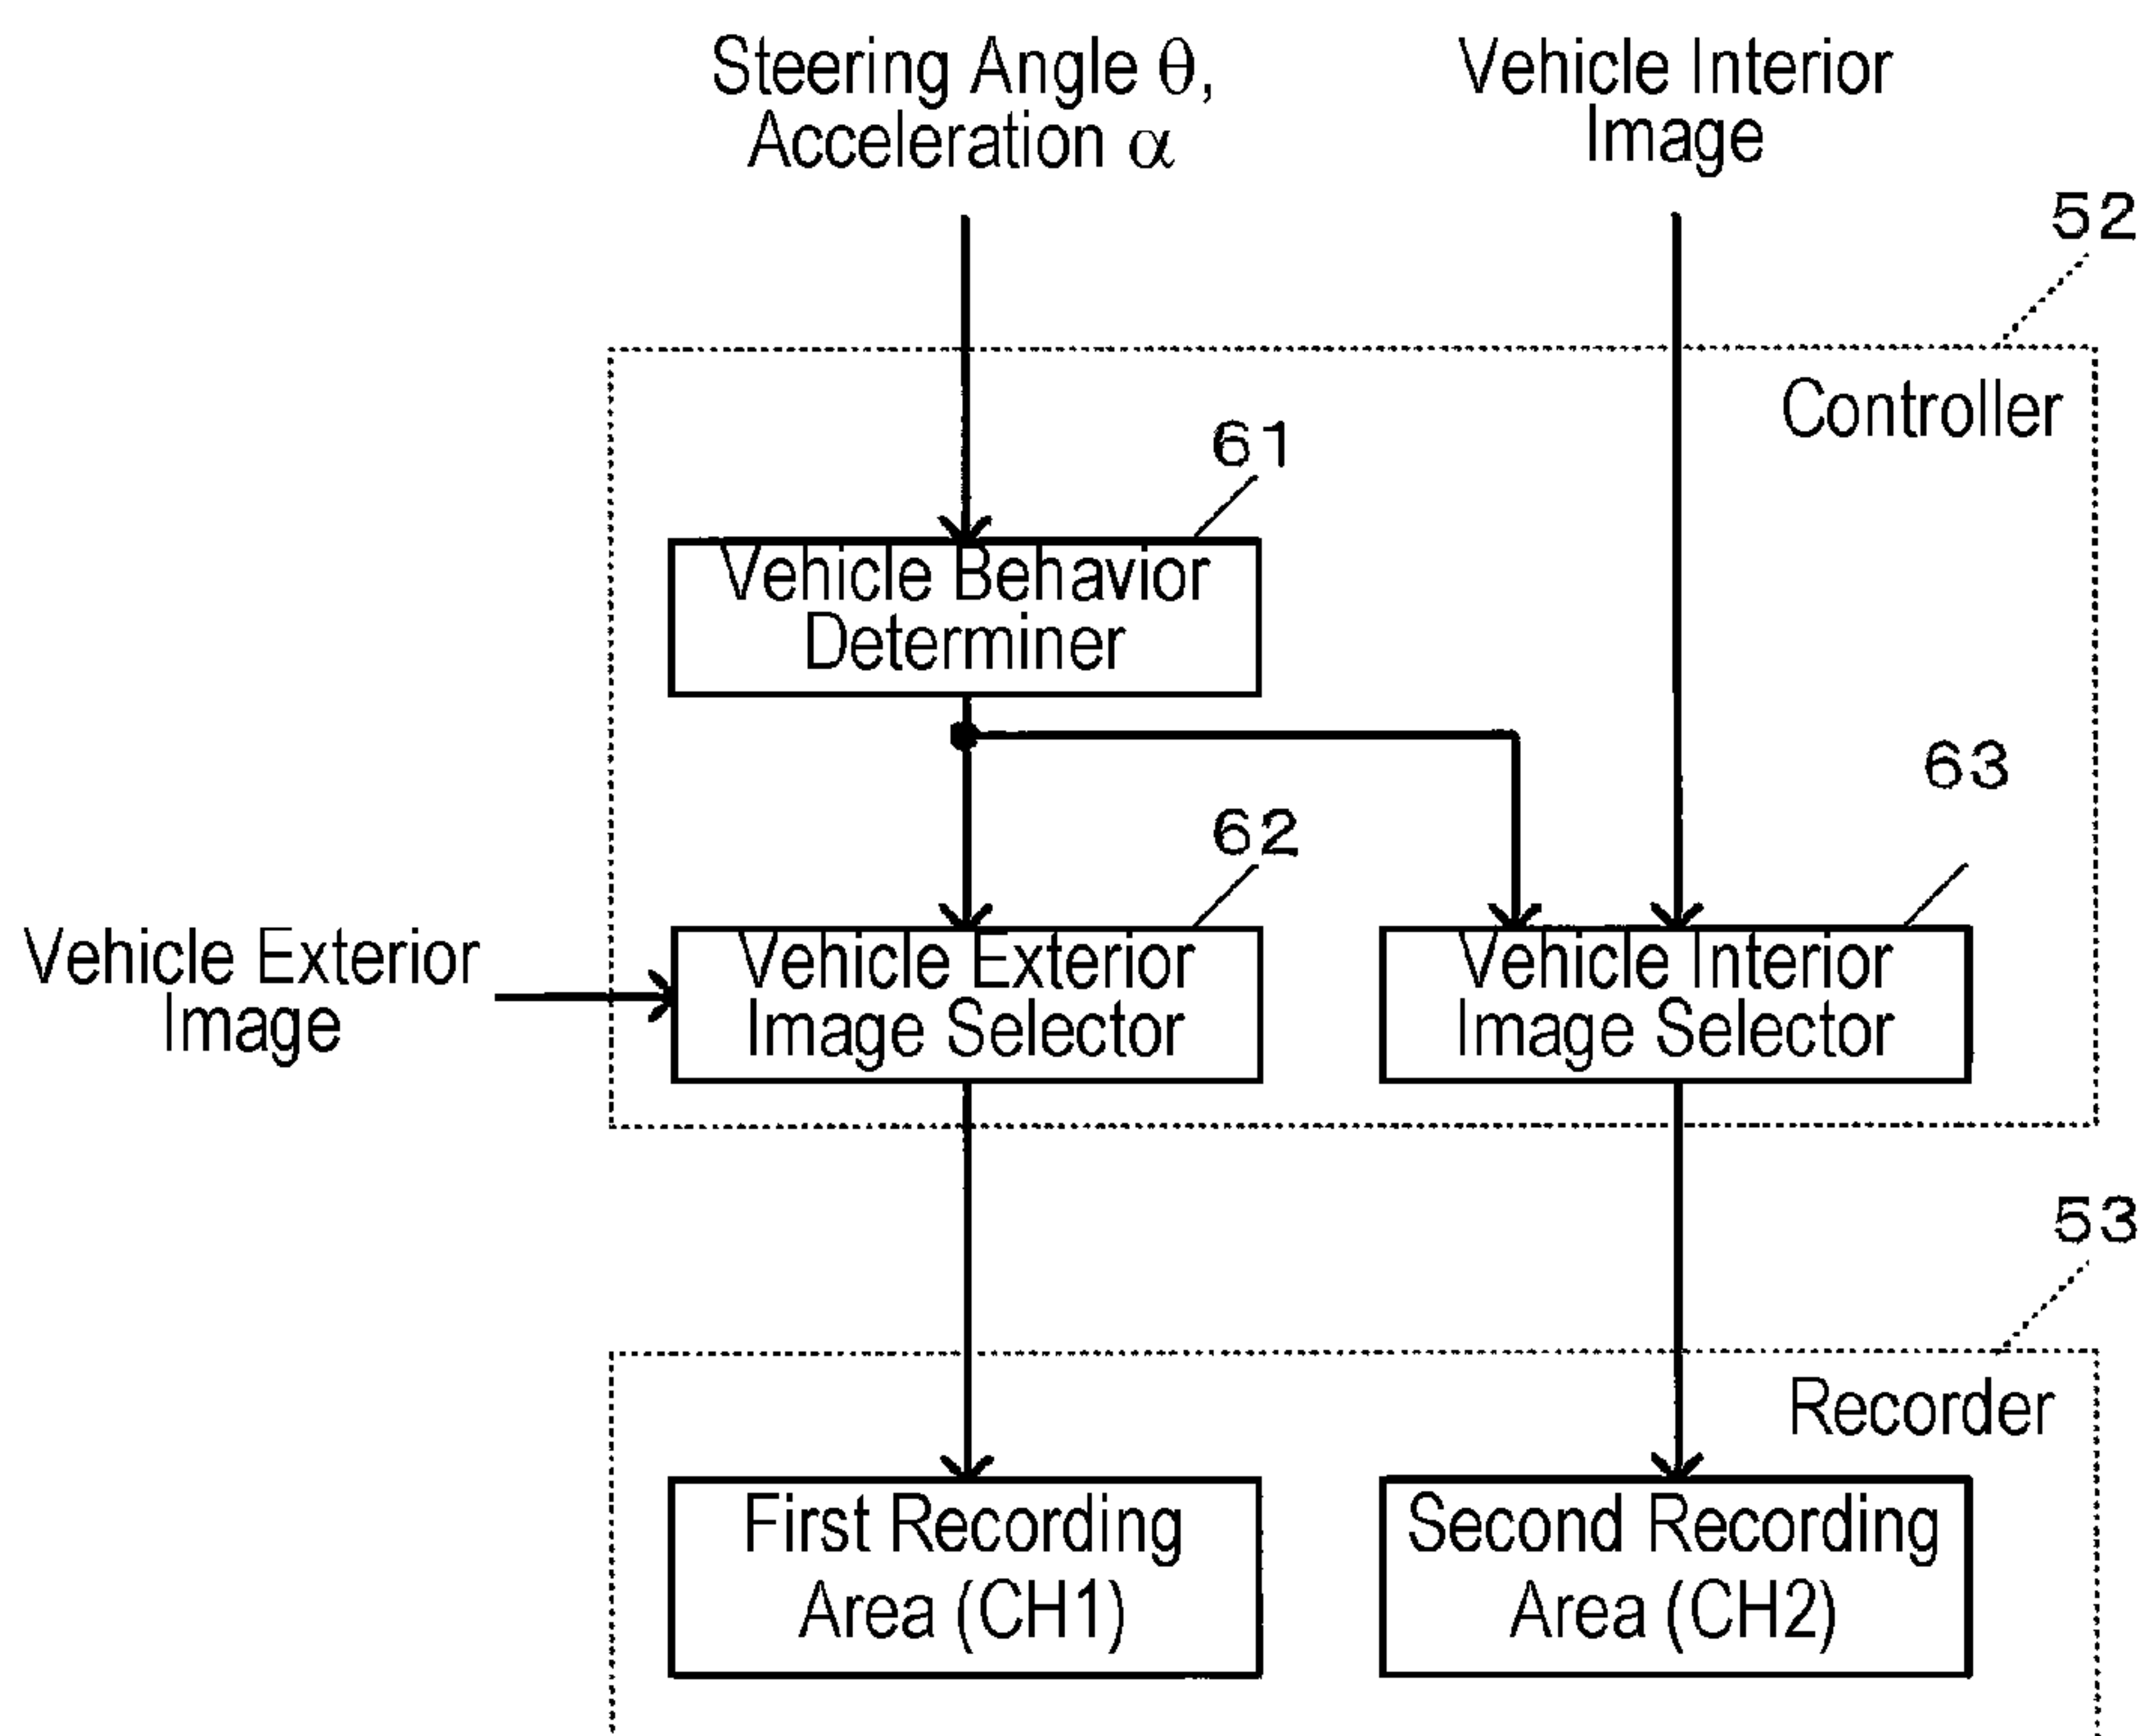 Steering Angle θ,
Acceleration α
Vehicle Interior
Image
52
Controller
61
Vehicle Behavior
Determiner
63
62
Vehicle Exterior
Image
Vehicle Exterior
Image Selector
Vehicle Interior
Image Selector
53
Recorder
First Recording
Area (CH1)
Second Recording
Area (CH2)